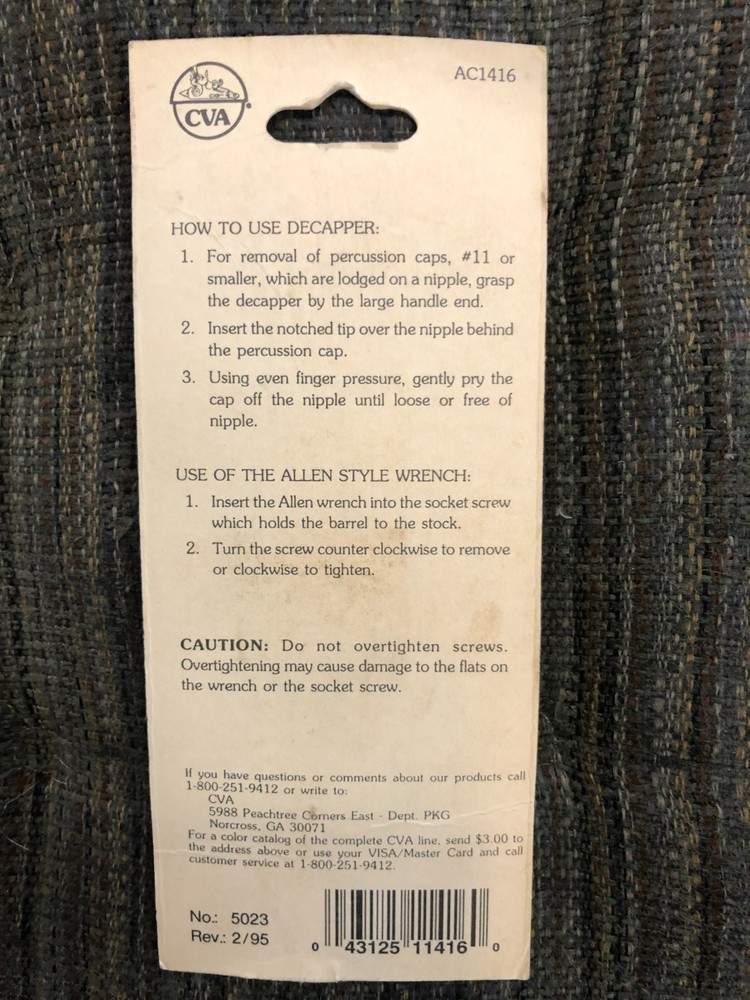 AC1416
CVA
HOW TO USE DECAPPER:
1. For removal of percussion caps, #11 or
smaller, which are lodged on a nipple, grasp
the decapper by the large handle end.
2. Insert the notched tip over the nipple behind
the percussion cap.
3. Using even finger pressure, gently pry the
cap off the nipple until loose or free of
nipple.
USE OF THE ALLEN STYLE WRENCH:
1. Insert the Allen wrench into the socket screw
which holds the barrel to the stock.
2. Turn the screw counter clockwise to remove
or clockwise to tighten.
CAUTION: Do not overtighten screws.
Overtightening may cause damage to the flats on
the wrench or the socket screw.
If you have questions or comments about our products call
1-800-251-9412 or write to:
CVA
5988 Peachtree Corners East - Dept. PKG
Norcross, GA 30071
For a color catalog of the complete CVA line, send $3.00 to
the address above or use your VISA/Master Card and call
customer service at 1-800-251-9412.
No.: 5023
Rev.: 2/95
0 43125 11416 0